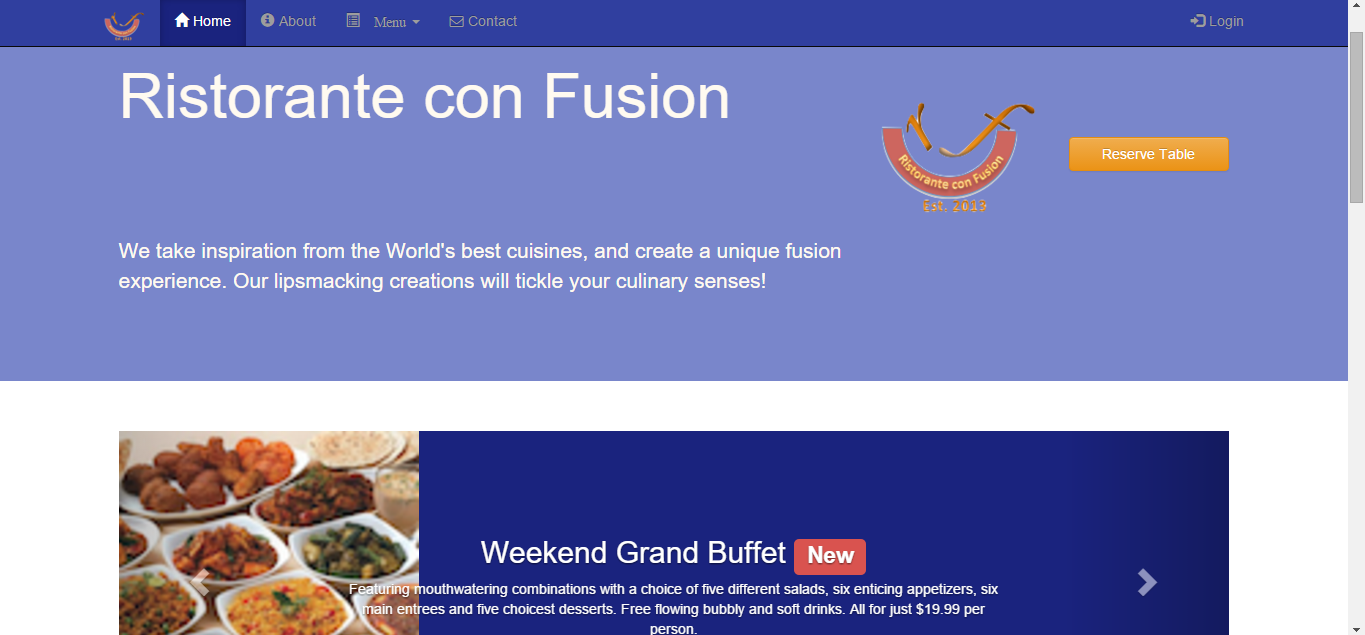 Home
About
Menu
Contact
Login
Ristorante con Fusion
Ristorante con Fusion
Est. 2013
Reserve Table
We take inspiration from the World's best cuisines, and create a unique fusion
experience. Our lipsmacking creations will tickle your culinary senses!
Weekend Grand Buffet New
Featuring mouthwatering combinations with a choice of five different salads, six enticing appetizers, six
main entrees and five choicest desserts. Free flowing bubbly and soft drinks. All for just $19.99 per
person.